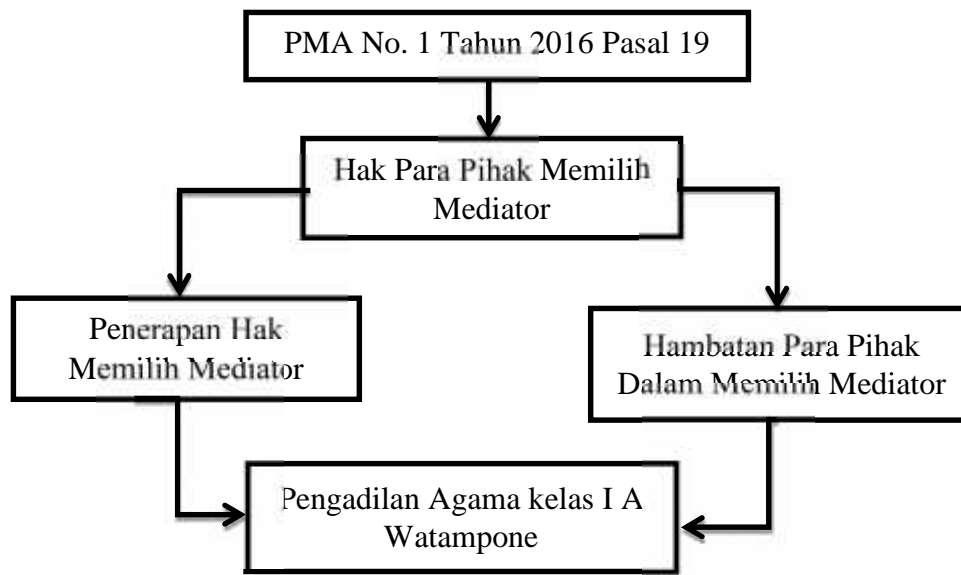 PMA No. 1 Tahun 2016 Pasal 19
Hak Para Pihak Memilih
Mediator
Penerapan Hak
Memilih Mediator
Hambatan Para Pihak
Dalam Memilih Mediator
Pengadilan Agama kelas I A
Watampone